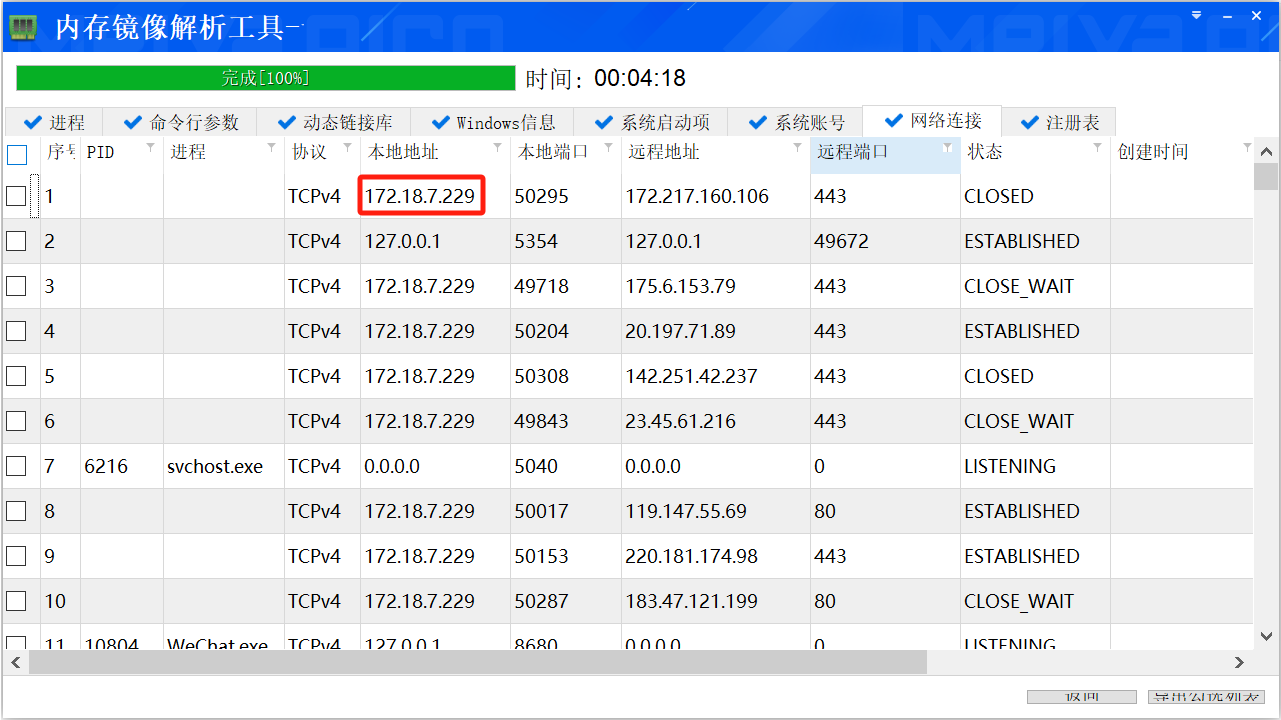 内存镜像解析工具-
完成[100%] 时间：00:04:18
进程 命令行参数 动态链接库 Windows信息 系统启动项 系统账号 网络连接 注册表
序号 PID 进程 协议 本地地址 本地端口 远程地址 远程端口 状态 创建时间
1 TCPv4 172.18.7.229 50295 172.217.160.106 443 CLOSED
2 TCPv4 127.0.0.1 5354 127.0.0.1 49672 ESTABLISHED
3 TCPv4 172.18.7.229 49718 175.6.153.79 443 CLOSE_WAIT
4 TCPv4 172.18.7.229 50204 20.197.71.89 443 ESTABLISHED
5 TCPv4 172.18.7.229 50308 142.251.42.237 443 CLOSED
6 TCPv4 172.18.7.229 49843 23.45.61.216 443 CLOSE_WAIT
7 6216 svchost.exe TCPv4 0.0.0.0 5040 0.0.0.0 0 LISTENING
8 TCPv4 172.18.7.229 50017 119.147.55.69 80 ESTABLISHED
9 TCPv4 172.18.7.229 50153 220.181.174.98 443 ESTABLISHED
10 TCPv4 172.18.7.229 50287 183.47.121.199 80 CLOSE_WAIT
11 10804 WeChat.exe TCPv4 127.0.0.1 8680 0.0.0.0 0 LISTENING
返回 导出勾选列表